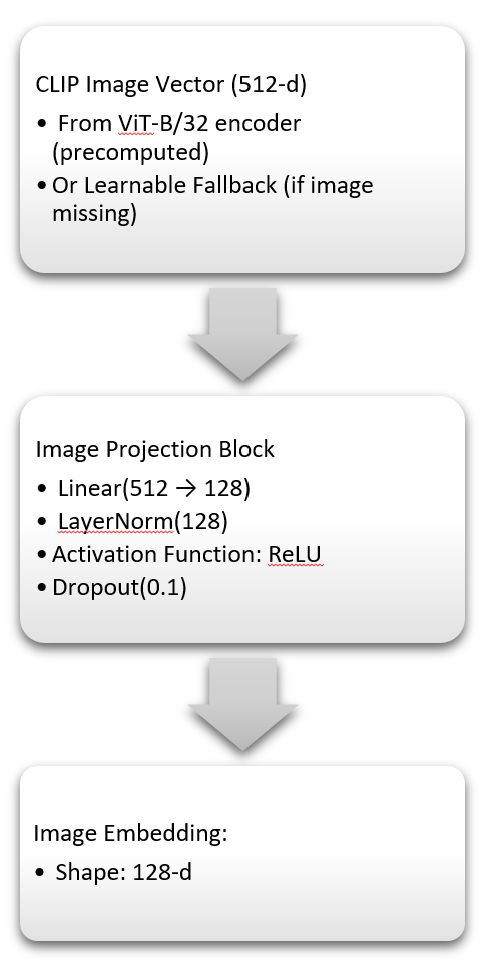 CLIP Image Vector (512-d)
• From ViT-B/32 encoder
(precomputed)
• Or Learnable Fallback (if image
missing)
Image Projection Block
• Linear(512 → 128)
• LayerNorm(128)
• Activation Function: ReLU
• Dropout(0.1)
Image Embedding:
• Shape: 128-d